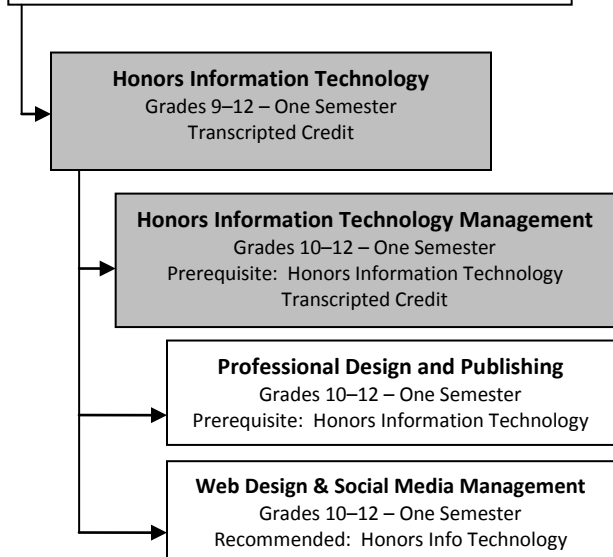 Honors Information Technology
Grades 9–12 – One Semester
Transcripted Credit
Honors Information Technology Management
Grades 10–12 – One Semester
Prerequisite:  Honors Information Technology
Transcripted Credit
Professional Design and Publishing
Grades 10–12 – One Semester
Prerequisite:  Honors Information Technology
Web Design & Social Media Management
Grades 10–12 – One Semester
Recommended:  Honors Info Technology